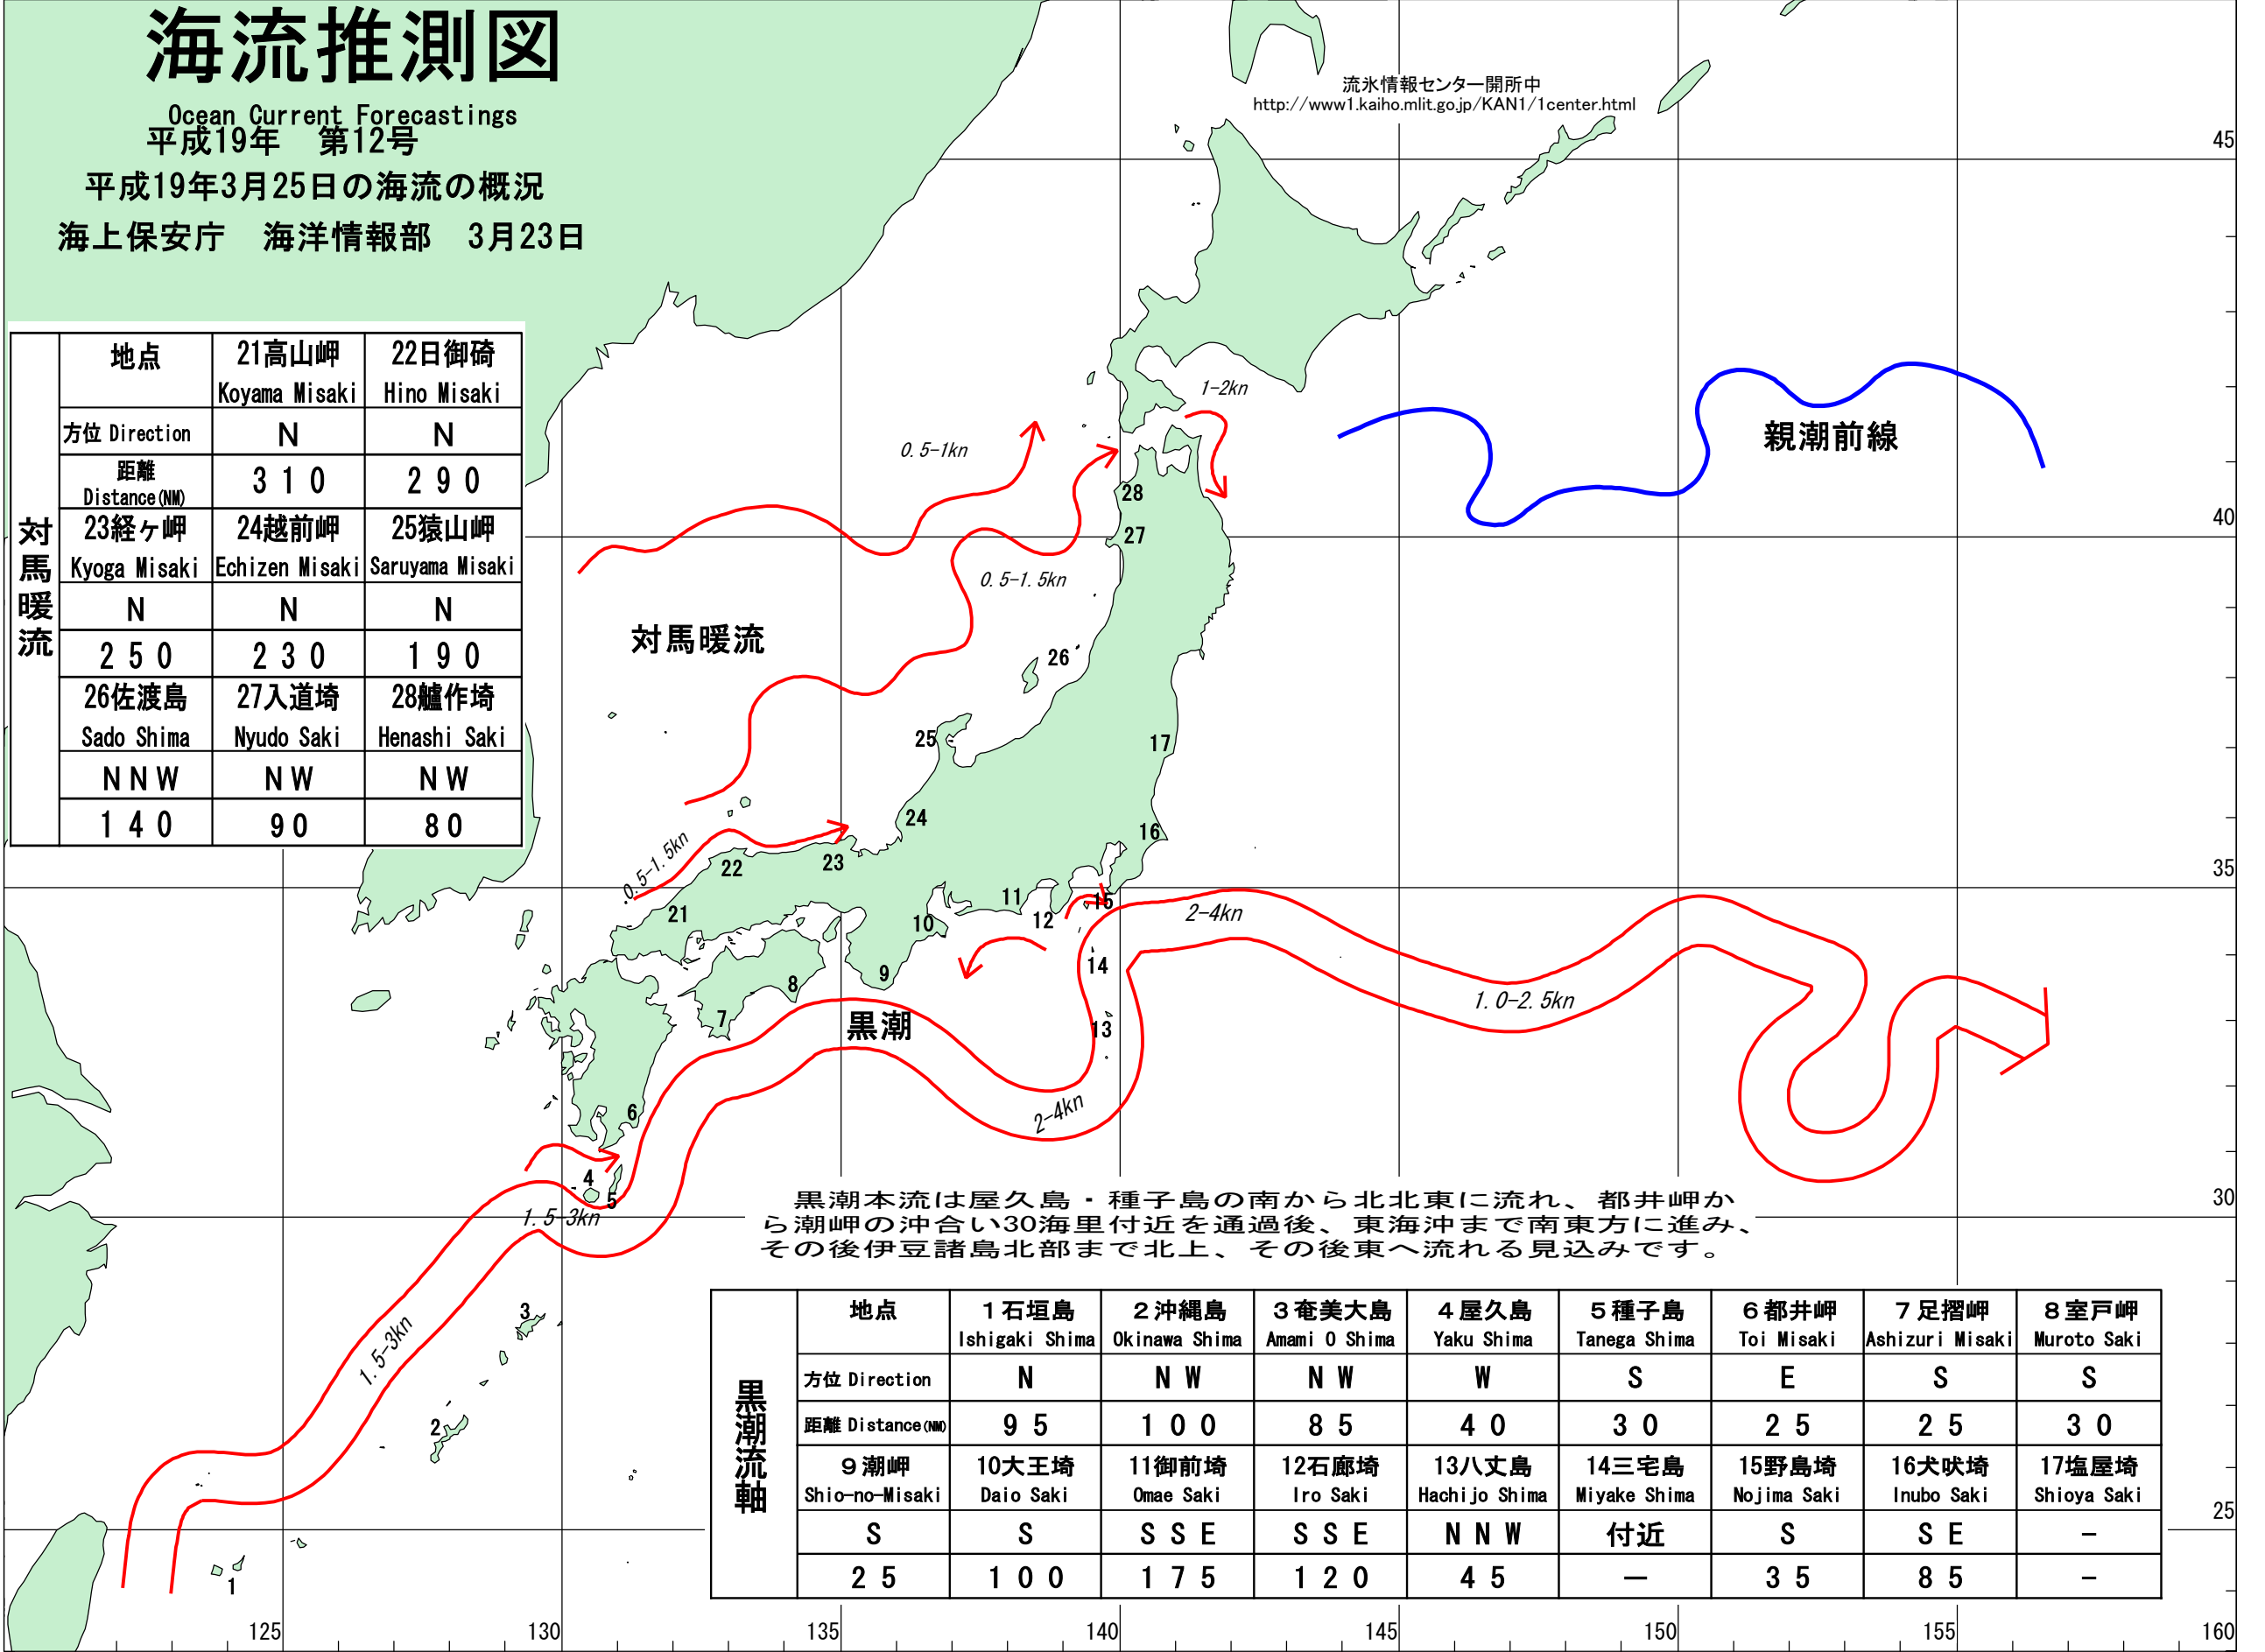 海流推測図
Ocean Current Forecastings
平成19年　第12号
平成19年3月25日の海流の概況
海上保安庁　海洋情報部　3月23日
流氷情報センター開所中
http://www1.kaiho.mlit.go.jp/KAN1/1center.html
対馬暖流
地点 21高山岬 22日御碕
Koyama Misaki Hino Misaki
方位 Direction N N
距離 Distance(NM) 310 290
23経ヶ岬 24越前岬 25猿山岬
Kyoga Misaki Echizen Misaki Saruyama Misaki
N N N
250 230 190
26佐渡島 27入道埼 28艫作埼
Sado Shima Nyudo Saki Henashi Saki
NNW NW NW
140 90 80
1-2kn
0.5-1kn
親潮前線
28
27
0.5-1.5kn
対馬暖流
26
25
17
24
16
0.5-1.5kn
22
23
21
11
15
12
10
2-4kn
14
9
8
7
黒潮
13
1.0-2.5kn
2-4kn
6
4
5
1.5-3kn
3
1.5-3kn
2
1
45
40
35
30
25
黒潮本流は屋久島・種子島の南から北北東に流れ、都井岬か
ら潮岬の沖合い30海里付近を通過後、東海沖まで南東方に進み、
その後伊豆諸島北部まで北上、その後東へ流れる見込みです。
黒潮流軸
地点 1石垣島 2沖縄島 3奄美大島 4屋久島 5種子島 6都井岬 7足摺岬 8室戸岬
Ishigaki Shima Okinawa Shima Amami O Shima Yaku Shima Tanega Shima Toi Misaki Ashizuri Misaki Muroto Saki
方位 Direction N NW NW W S E S S
距離 Distance(NM) 95 100 85 40 30 25 25 30
9潮岬 10大王埼 11御前埼 12石廊埼 13八丈島 14三宅島 15野島埼 16犬吠埼 17塩屋埼
Shio-no-Misaki Daio Saki Omae Saki Iro Saki Hachijo Shima Miyake Shima Nojima Saki Inubo Saki Shioya Saki
S S SSE SSE NNW 付近 S SE －
25 100 175 120 45 － 35 85 －
125 130 135 140 145 150 155 160